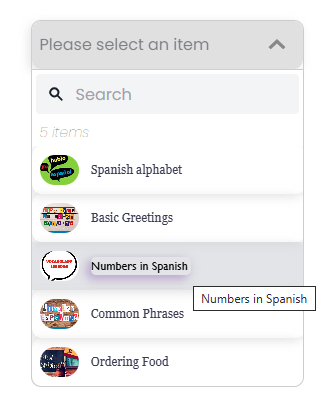 Please select an item
Search
5 items
Spanish alphabet
Basic Greetings
Numbers in Spanish
Numbers in Spanish
Common Phrases
Ordering Food